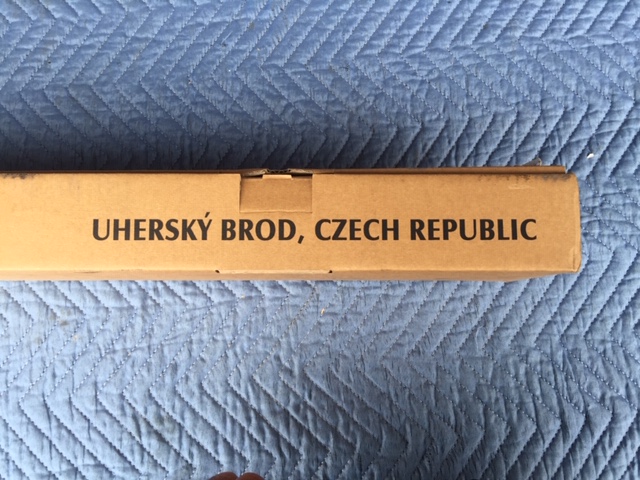 UHERSKÝ BROD, CZECH REPUBLIC